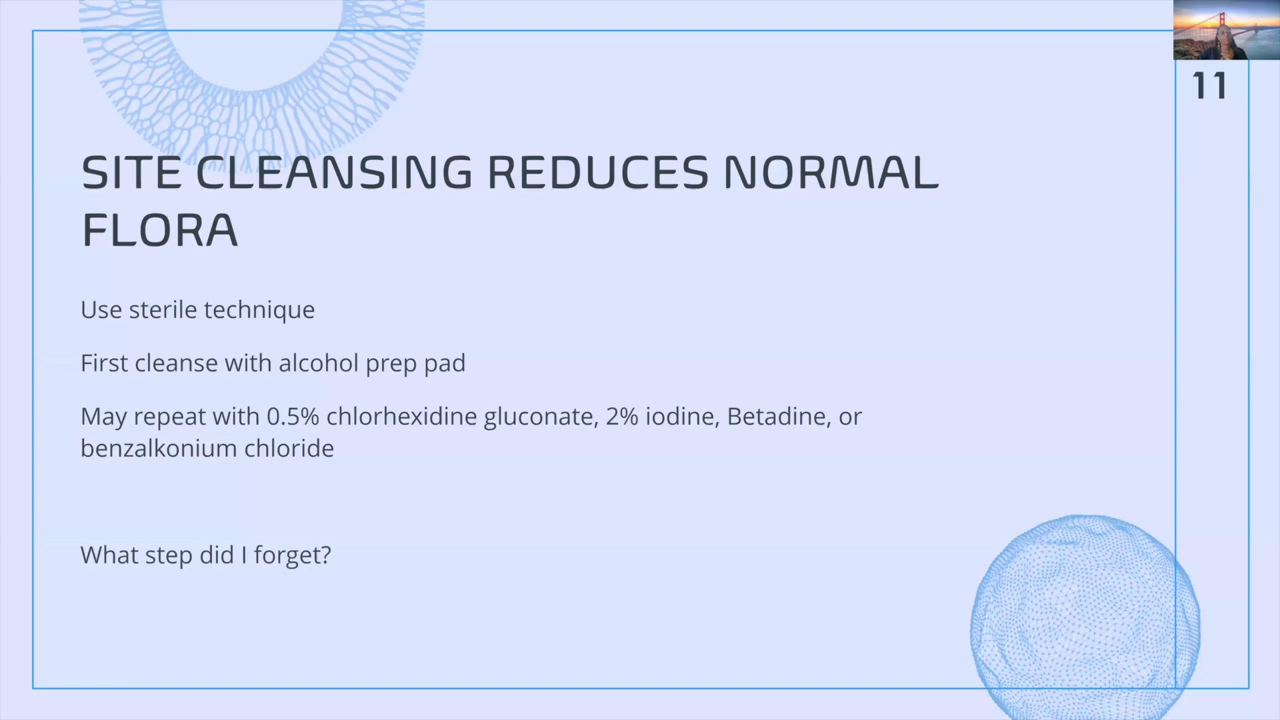 11
SITE CLEANSING REDUCES NORMAL
FLORA
Use sterile technique
First cleanse with alcohol prep pad
May repeat with 0.5% chlorhexidine gluconate, 2% iodine, Betadine, or
benzalkonium chloride
What step did I forget?